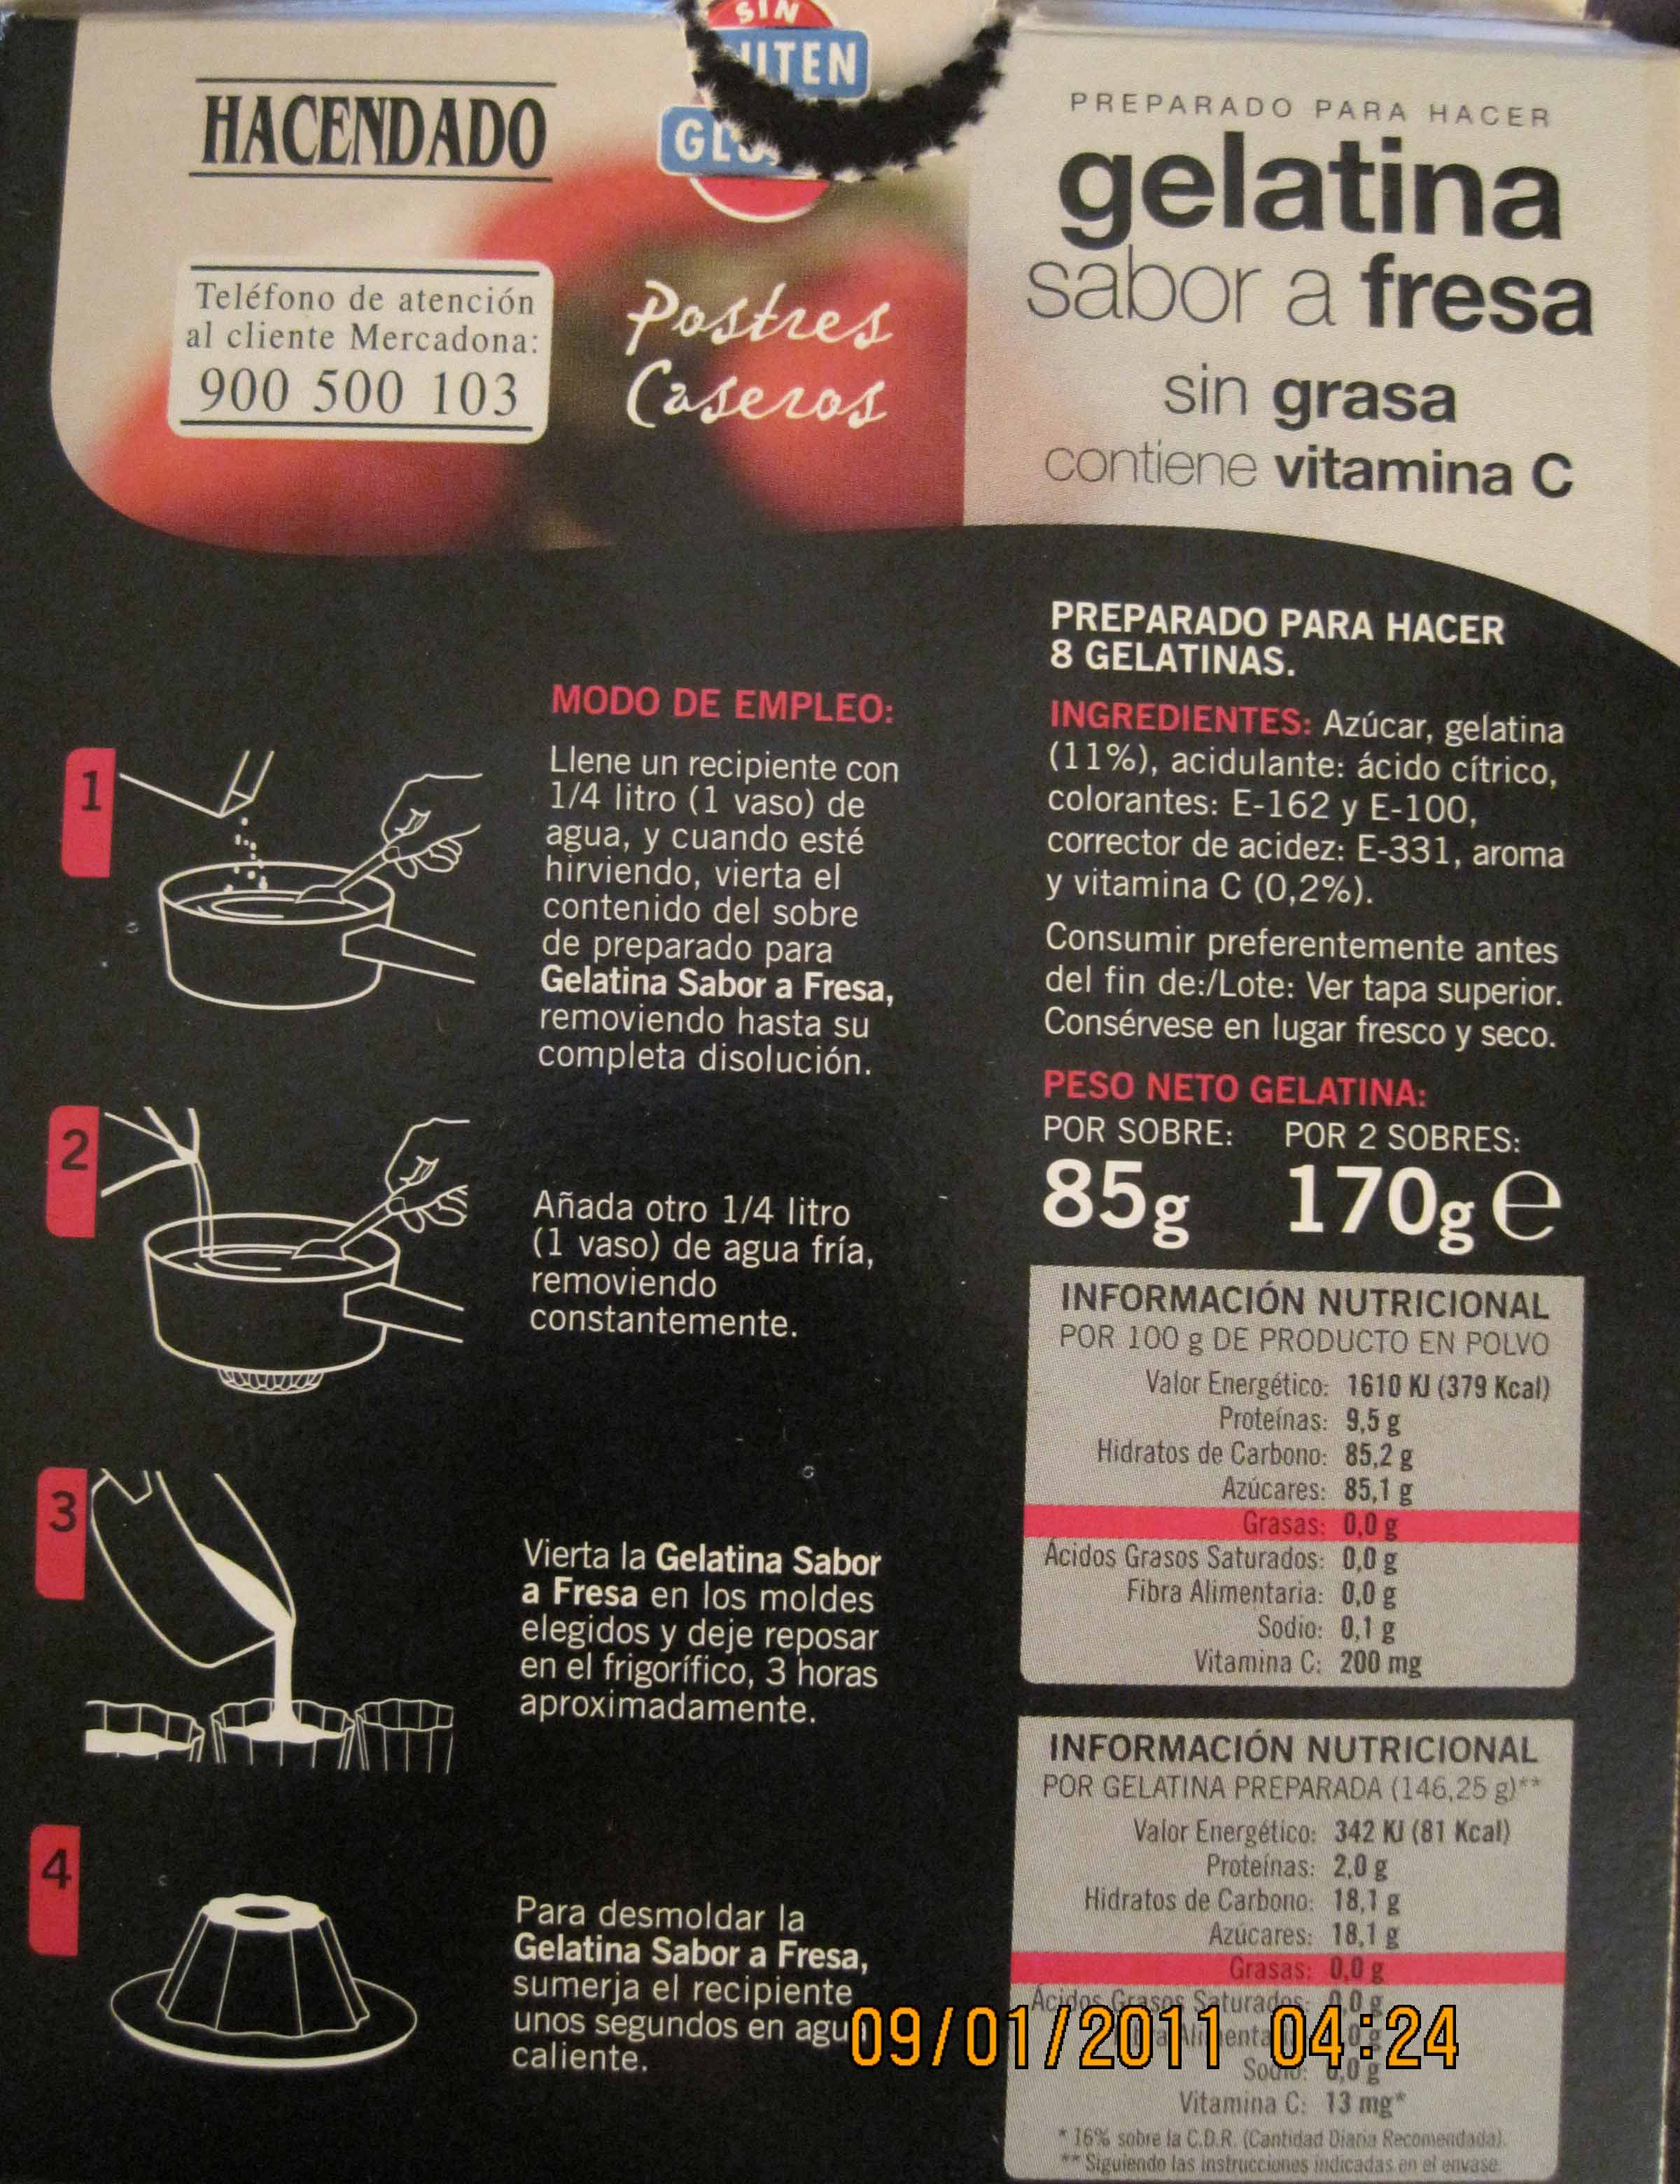 SIN
UTEN
GLU
HACENDADO
Teléfono de atención
al cliente Mercadona:
900 500 103
Postres
Caseros
PREPARADO PARA HACER
gelatina
sabor a fresa
sin grasa
contiene vitamina C
MODO DE EMPLEO:
1
Llene un recipiente con
1/4 litro (1 vaso) de
agua, y cuando esté
hirviendo, vierta el
contenido del sobre
de preparado para
Gelatina Sabor a Fresa,
removiendo hasta su
completa disolución.
2
Añada otro 1/4 litro
(1 vaso) de agua fría,
removiendo
constantemente.
3
Vierta la Gelatina Sabor
a Fresa en los moldes
elegidos y deje reposar
en el frigorífico, 3 horas
aproximadamente.
4
Para desmoldar la
Gelatina Sabor a Fresa,
sumerja el recipiente
unos segundos en agua
caliente.
PREPARADO PARA HACER
8 GELATINAS.
INGREDIENTES: Azúcar, gelatina
(11%), acidulante: ácido cítrico,
colorantes: E-162 y E-100,
corrector de acidez: E-331, aroma
y vitamina C (0,2%).
Consumir preferentemente antes
del fin de:/Lote: Ver tapa superior.
Consérvese en lugar fresco y seco.
PESO NETO GELATINA:
POR SOBRE: POR 2 SOBRES:
85g 170g e
INFORMACIÓN NUTRICIONAL
POR 100 g DE PRODUCTO EN POLVO
Valor Energético: 1610 KJ (379 Kcal)
Proteínas: 9,5 g
Hidratos de Carbono: 85,2 g
Azúcares: 85,1 g
Grasas: 0,0 g
Ácidos Grasos Saturados: 0,0 g
Fibra Alimentaria: 0,0 g
Sodio: 0,1 g
Vitamina C: 200 mg
INFORMACIÓN NUTRICIONAL
POR GELATINA PREPARADA (146,25 g)**
Valor Energético: 342 KJ (81 Kcal)
Proteínas: 2,0 g
Hidratos de Carbono: 18,1 g
Azúcares: 18,1 g
Grasas: 0,0 g
Ácidos Grasos Saturados: 0,0 g
Sodio: 0,0 g
Vitamina C: 13 mg*
* 16% sobre la C.D.R. (Cantidad Diaria Recomendada).
** Siguiendo las instrucciones indicadas en el envase.
09/01/2011 04:24